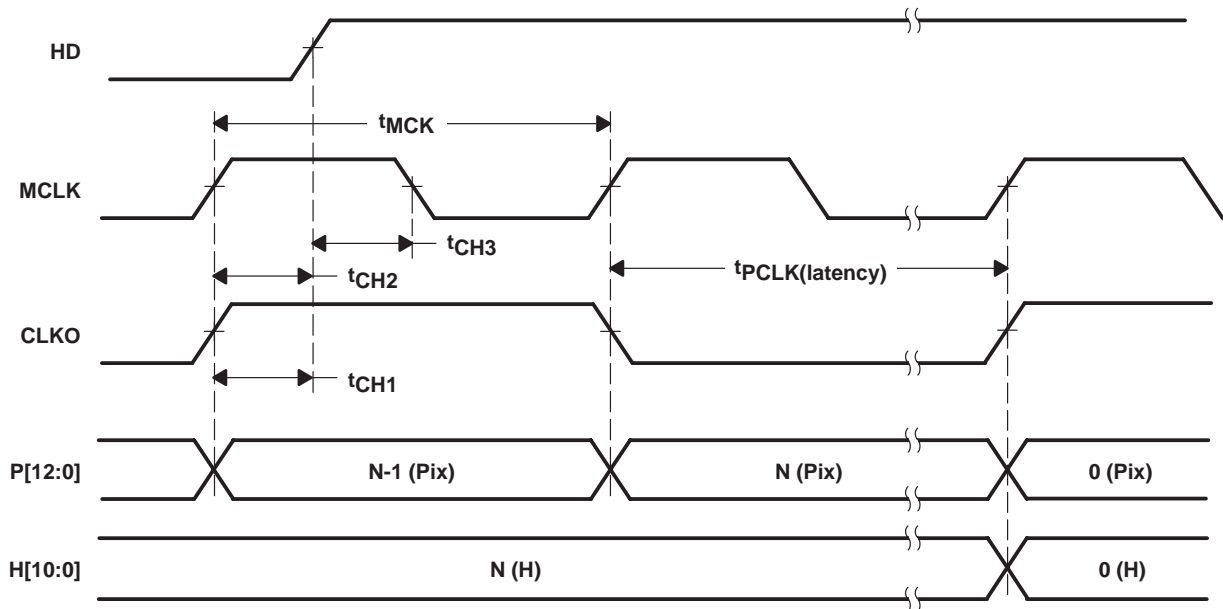 HD
tMCK
MCLK
tCH3
tCH2
tPCLK(latency)
CLKO
tCH1
P[12:0]
N-1 (Pix)
N (Pix)
0 (Pix)
H[10:0]
N (H)
0 (H)